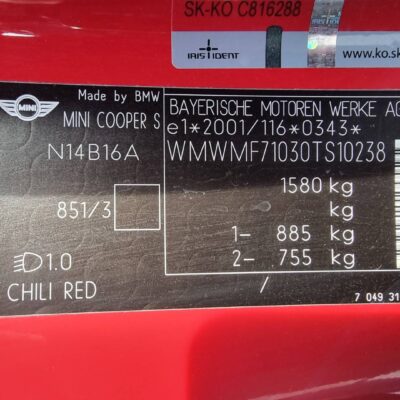 SK-KO C816288
IRIS IDENT
www.ko.sk
MINI
Made by BMW
MINI COOPER S
N14B16A
851/3
1.0
CHILI RED
BAYERISCHE MOTOREN WERKE AG
e1*2001/116*0343*
WMWMF71030TS10238
1580 kg
kg
1- 885 kg
2- 755 kg
/
7 049 31